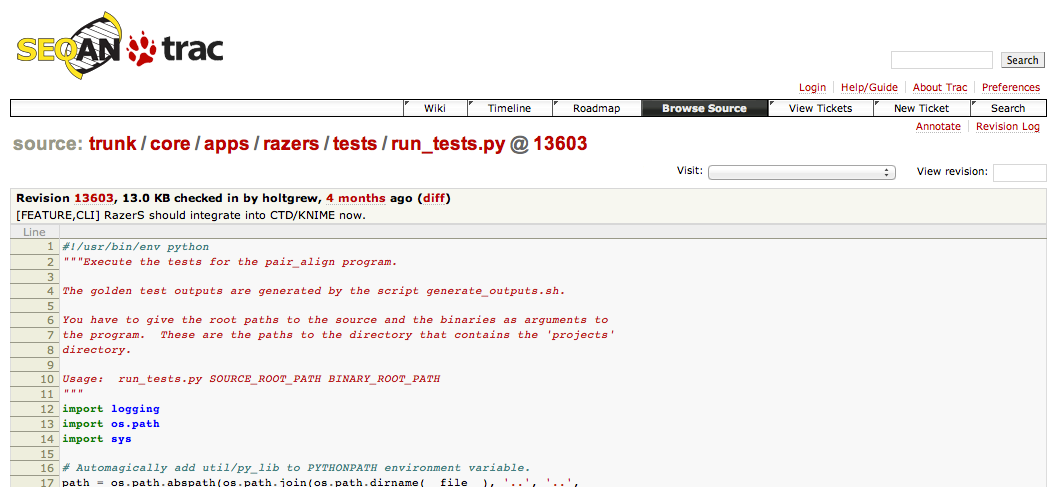 SEQAN trac
Search
Login Help/Guide About Trac Preferences
Wiki Timeline Roadmap Browse Source View Tickets New Ticket Search
Annotate Revision Log
source: trunk / core / apps / razers / tests / run_tests.py @ 13603
Visit: View revision:
Revision 13603, 13.0 KB checked in by holtgrew, 4 months ago (diff)
[FEATURE,CLI] RazerS should integrate into CTD/KNIME now.
Line
1 #!/usr/bin/env python
2 """Execute the tests for the pair_align program.
3
4 The golden test outputs are generated by the script generate_outputs.sh.
5
6 You have to give the root paths to the source and the binaries as arguments to
7 the program.  These are the paths to the directory that contains the 'projects'
8 directory.
9
10 Usage:  run_tests.py SOURCE_ROOT_PATH BINARY_ROOT_PATH
11 """
12 import logging
13 import os.path
14 import sys
15
16 # Automagically add util/py_lib to PYTHONPATH environment variable.
17 path = os.path.abspath(os.path.join(os.path.dirname(__file__), '..', '..',